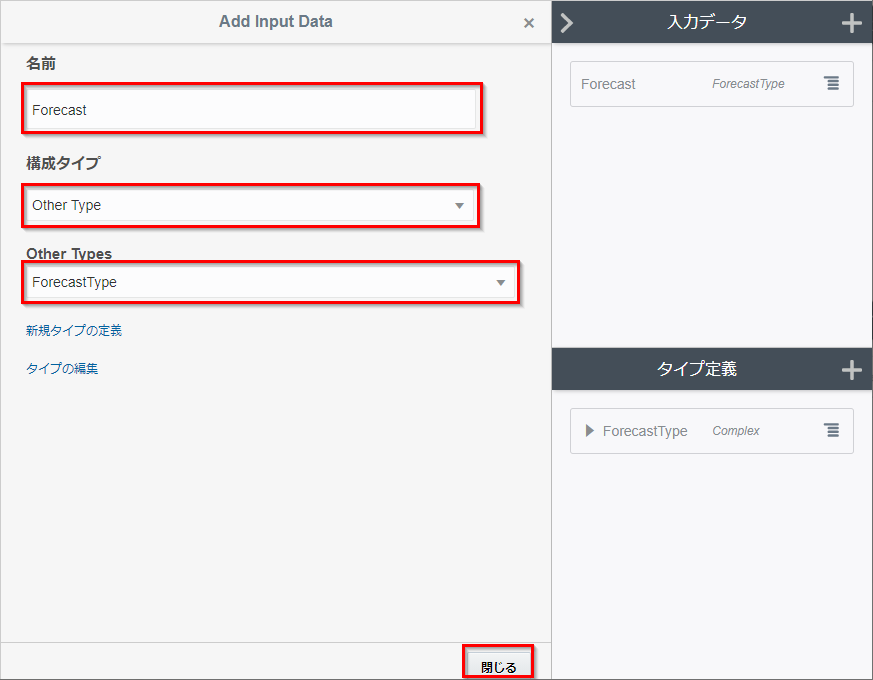 Add Input Data
名前
Forecast
構成タイプ
Other Type
Other Types
ForecastType
新規タイプの定義
タイプの編集
閉じる
入力データ
Forecast ForecastType
タイプ定義
ForecastType Complex